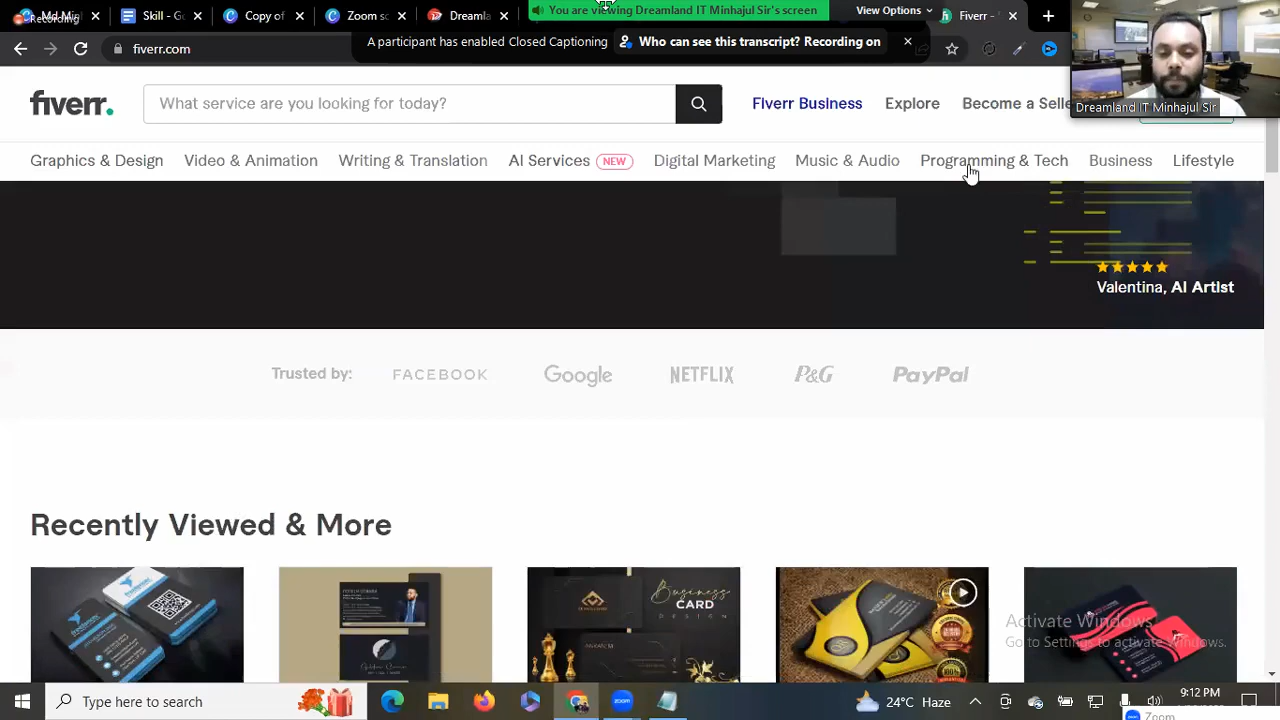 Md Min
Recording
Skill - G
Copy of
Zoom sc
Dreamla
You are viewing Dreamland IT Minhajul Sir's screen
View Options
Fiverr -
fiverr.com
A participant has enabled Closed Captioning
Who can see this transcript? Recording on
Dreamland IT Minhajul Sir
fiverr.
What service are you looking for today?
Fiverr Business
Explore
Become a Selle
Graphics & Design
Video & Animation
Writing & Translation
AI Services
NEW
Digital Marketing
Music & Audio
Programming & Tech
Business
Lifestyle
Valentina, AI Artist
Trusted by:
FACEBOOK
Google
NETFLIX
P&G
PayPal
Recently Viewed & More
Business
CARD
DESIGN
Activate Windows
Go to Settings to activate Windows.
Type here to search
24°C Haze
9:12 PM
Zoom